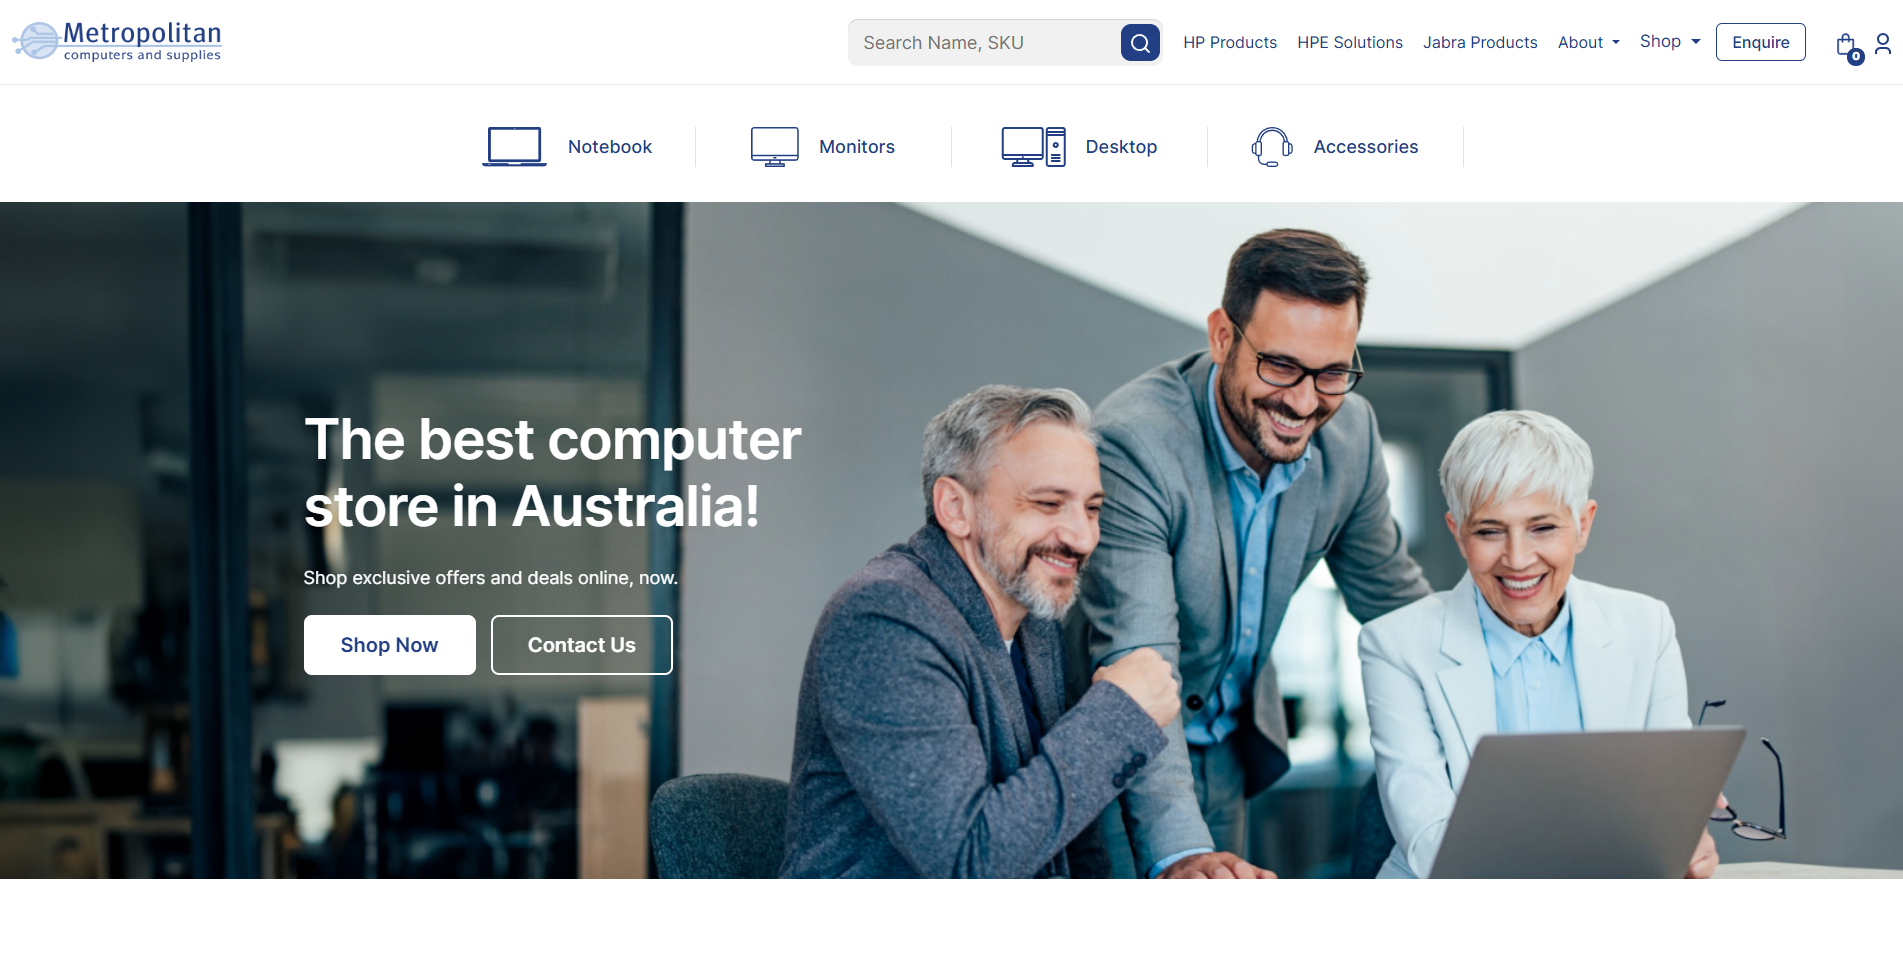 Metropolitan
computers and supplies
Search Name, SKU
HP Products
HPE Solutions
Jabra Products
About
Shop
Enquire
0
Notebook
Monitors
Desktop
Accessories
The best computer
store in Australia!
Shop exclusive offers and deals online, now.
Shop Now
Contact Us